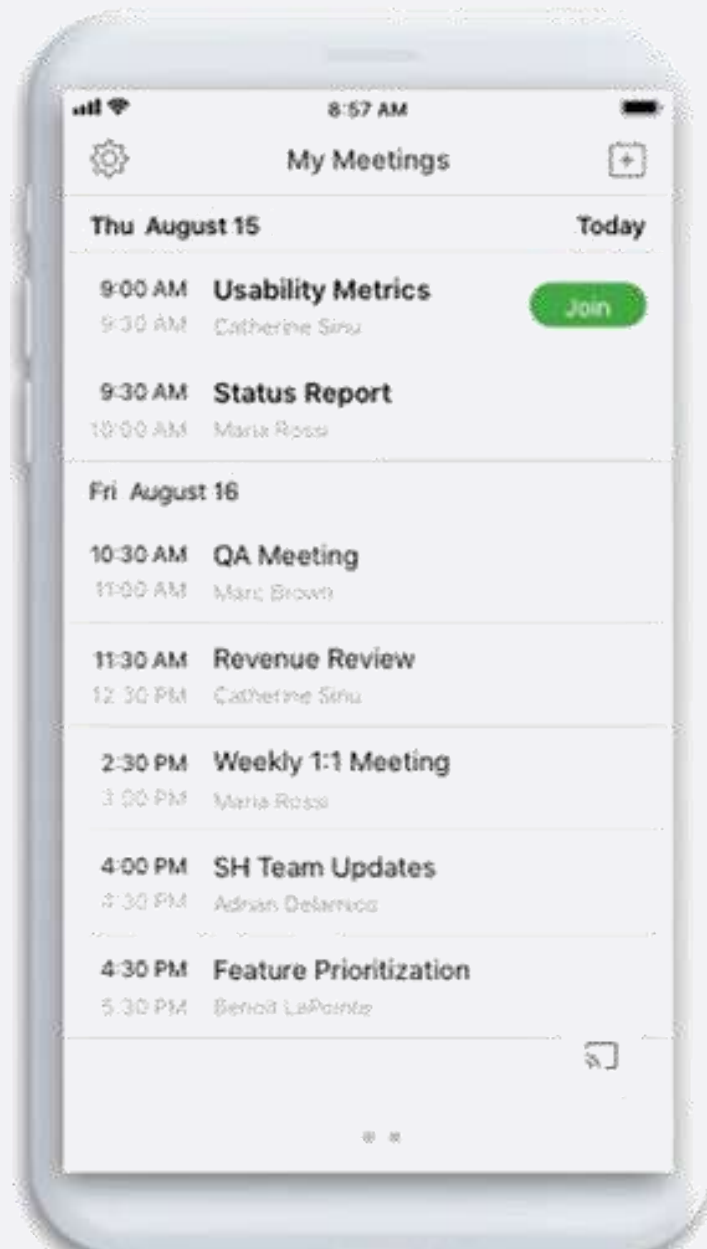 8:57 AM
My Meetings
Thu August 15 Today
9:00 AM Usability Metrics Join
9:30 AM Catherine Sinu
9:30 AM Status Report
10:00 AM Maria Rossi
Fri August 16
10:30 AM QA Meeting
11:00 AM Marc Brown
11:30 AM Revenue Review
12:30 PM Catherine Sinu
2:30 PM Weekly 1:1 Meeting
3:00 PM Maria Rossi
4:00 PM SH Team Updates
4:30 PM Adrian
4:30 PM Feature Prioritization
5:30 PM Benoit LaPointe